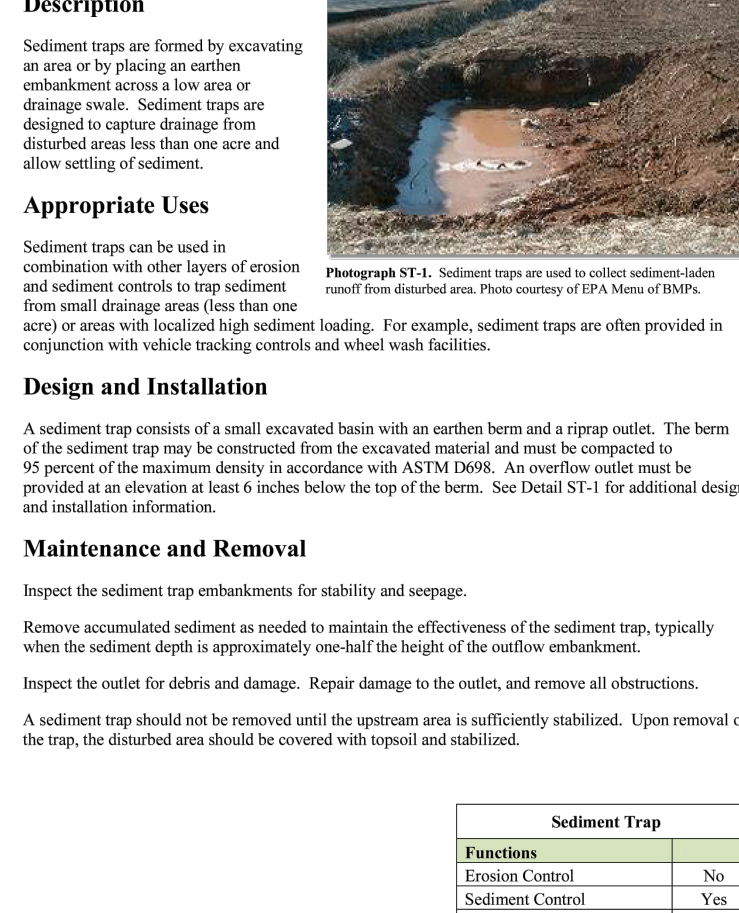 Description
Sediment traps are formed by excavating
an area or by placing an earthen
embankment across a low area or
drainage swale.  Sediment traps are
designed to capture drainage from
disturbed areas less than one acre and
allow settling of sediment.
Appropriate Uses
Sediment traps can be used in
combination with other layers of erosion
and sediment controls to trap sediment
from small drainage areas (less than one
acre) or areas with localized high sediment loading.  For example, sediment traps are often provided in
conjunction with vehicle tracking controls and wheel wash facilities.
Photograph ST-1.  Sediment traps are used to collect sediment-laden
runoff from disturbed area. Photo courtesy of EPA Menu of BMPs.
Design and Installation
A sediment trap consists of a small excavated basin with an earthen berm and a riprap outlet.  The berm
of the sediment trap may be constructed from the excavated material and must be compacted to
95 percent of the maximum density in accordance with ASTM D698.  An overflow outlet must be
provided at an elevation at least 6 inches below the top of the berm.  See Detail ST-1 for additional desig
and installation information.
Maintenance and Removal
Inspect the sediment trap embankments for stability and seepage.
Remove accumulated sediment as needed to maintain the effectiveness of the sediment trap, typically
when the sediment depth is approximately one-half the height of the outflow embankment.
Inspect the outlet for debris and damage.  Repair damage to the outlet, and remove all obstructions.
A sediment trap should not be removed until the upstream area is sufficiently stabilized.  Upon removal o
the trap, the disturbed area should be covered with topsoil and stabilized.
Sediment Trap
Functions
Erosion Control No
Sediment Control Yes